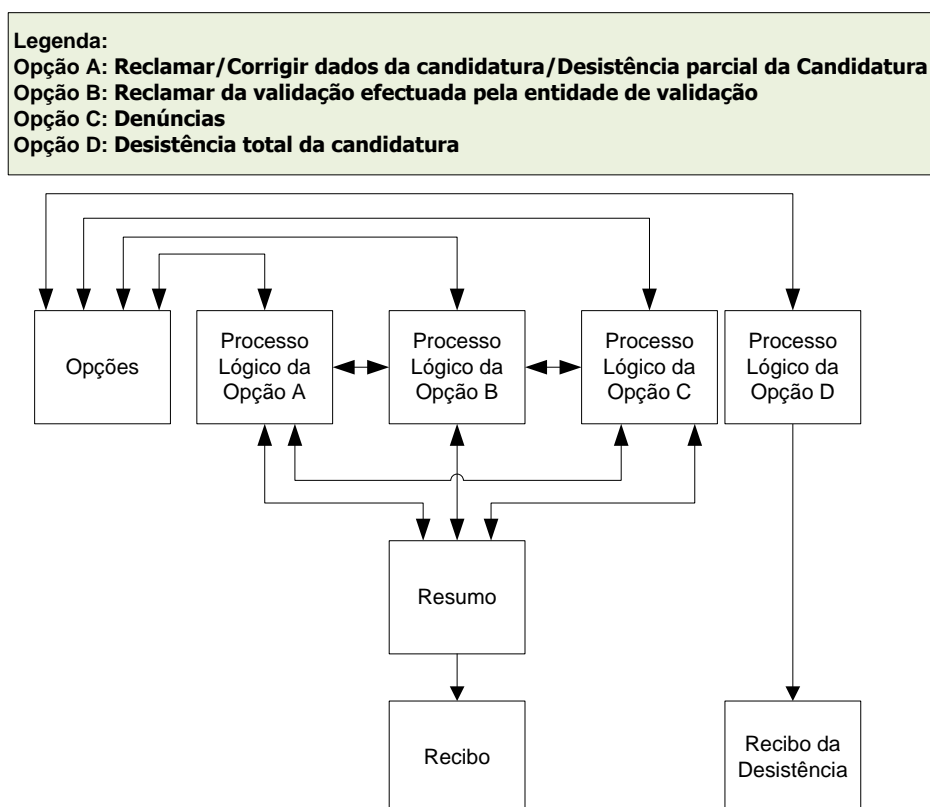 Legenda:
Opção A: Reclamar/Corrigir dados da candidatura/Desistência parcial da Candidatura
Opção B: Reclamar da validação efectuada pela entidade de validação
Opção C: Denúncias
Opção D: Desistência total da candidatura
Opções
Processo
Lógico da
Opção A
Processo
Lógico da
Opção B
Processo
Lógico da
Opção C
Processo
Lógico da
Opção D
Resumo
Recibo
Recibo da
Desistência